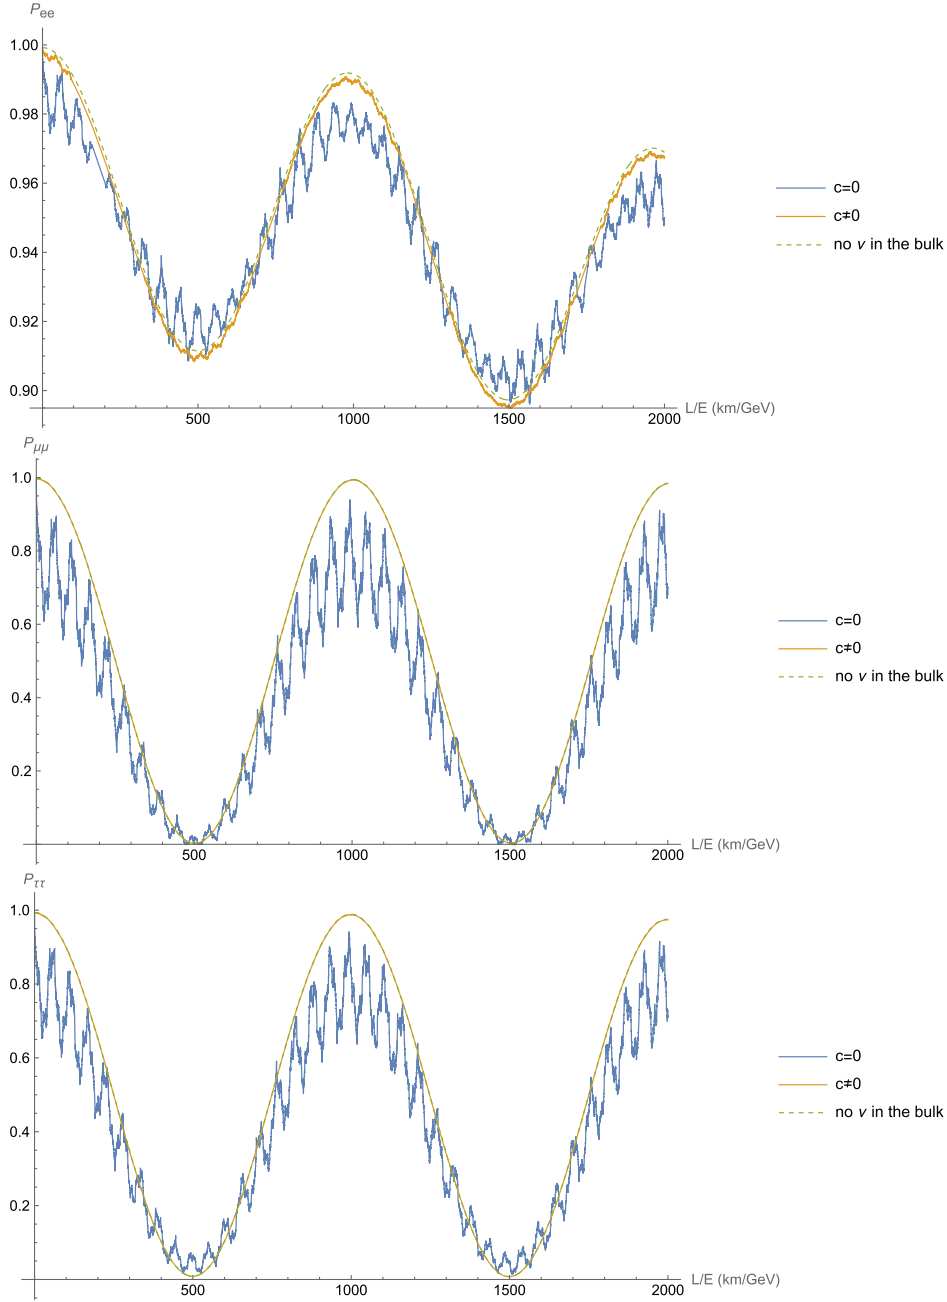 P_ee
1.00
0.98
0.96
0.94
0.92
0.90
500
1000
1500
2000
L/E (km/GeV)
c=0
c≠0
no ν in the bulk
P_μμ
1.0
0.8
0.6
0.4
0.2
500
1000
1500
2000
L/E (km/GeV)
c=0
c≠0
no ν in the bulk
P_ττ
1.0
0.8
0.6
0.4
0.2
500
1000
1500
2000
L/E (km/GeV)
c=0
c≠0
no ν in the bulk